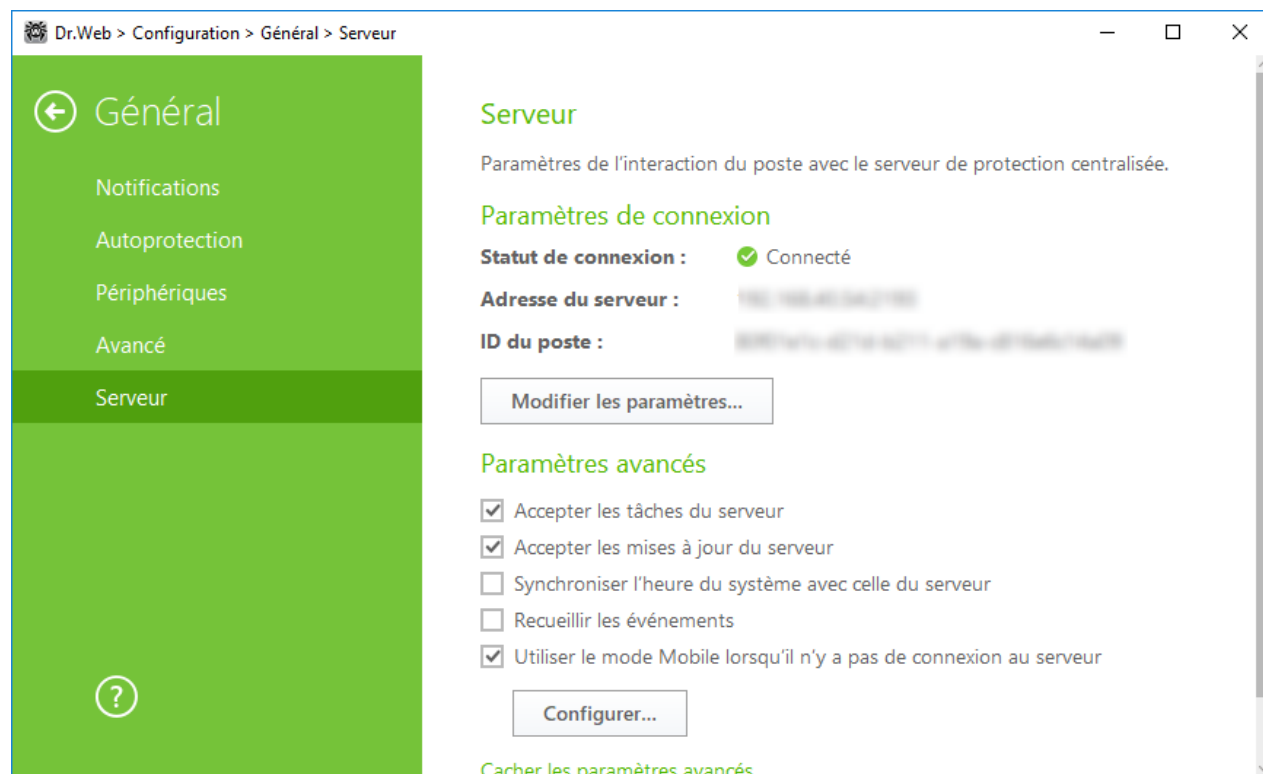 Dr.Web > Configuration > Général > Serveur
Général
Notifications
Autoprotection
Périphériques
Avancé
Serveur
?
Serveur
Paramètres de l'interaction du poste avec le serveur de protection centralisée.
Paramètres de connexion
Statut de connexion : Connecté
Adresse du serveur :
ID du poste :
Modifier les paramètres...
Paramètres avancés
Accepter les tâches du serveur
Accepter les mises à jour du serveur
Synchroniser l'heure du système avec celle du serveur
Recueillir les événements
Utiliser le mode Mobile lorsqu'il n'y a pas de connexion au serveur
Configurer...
Cacher les paramètres avancés